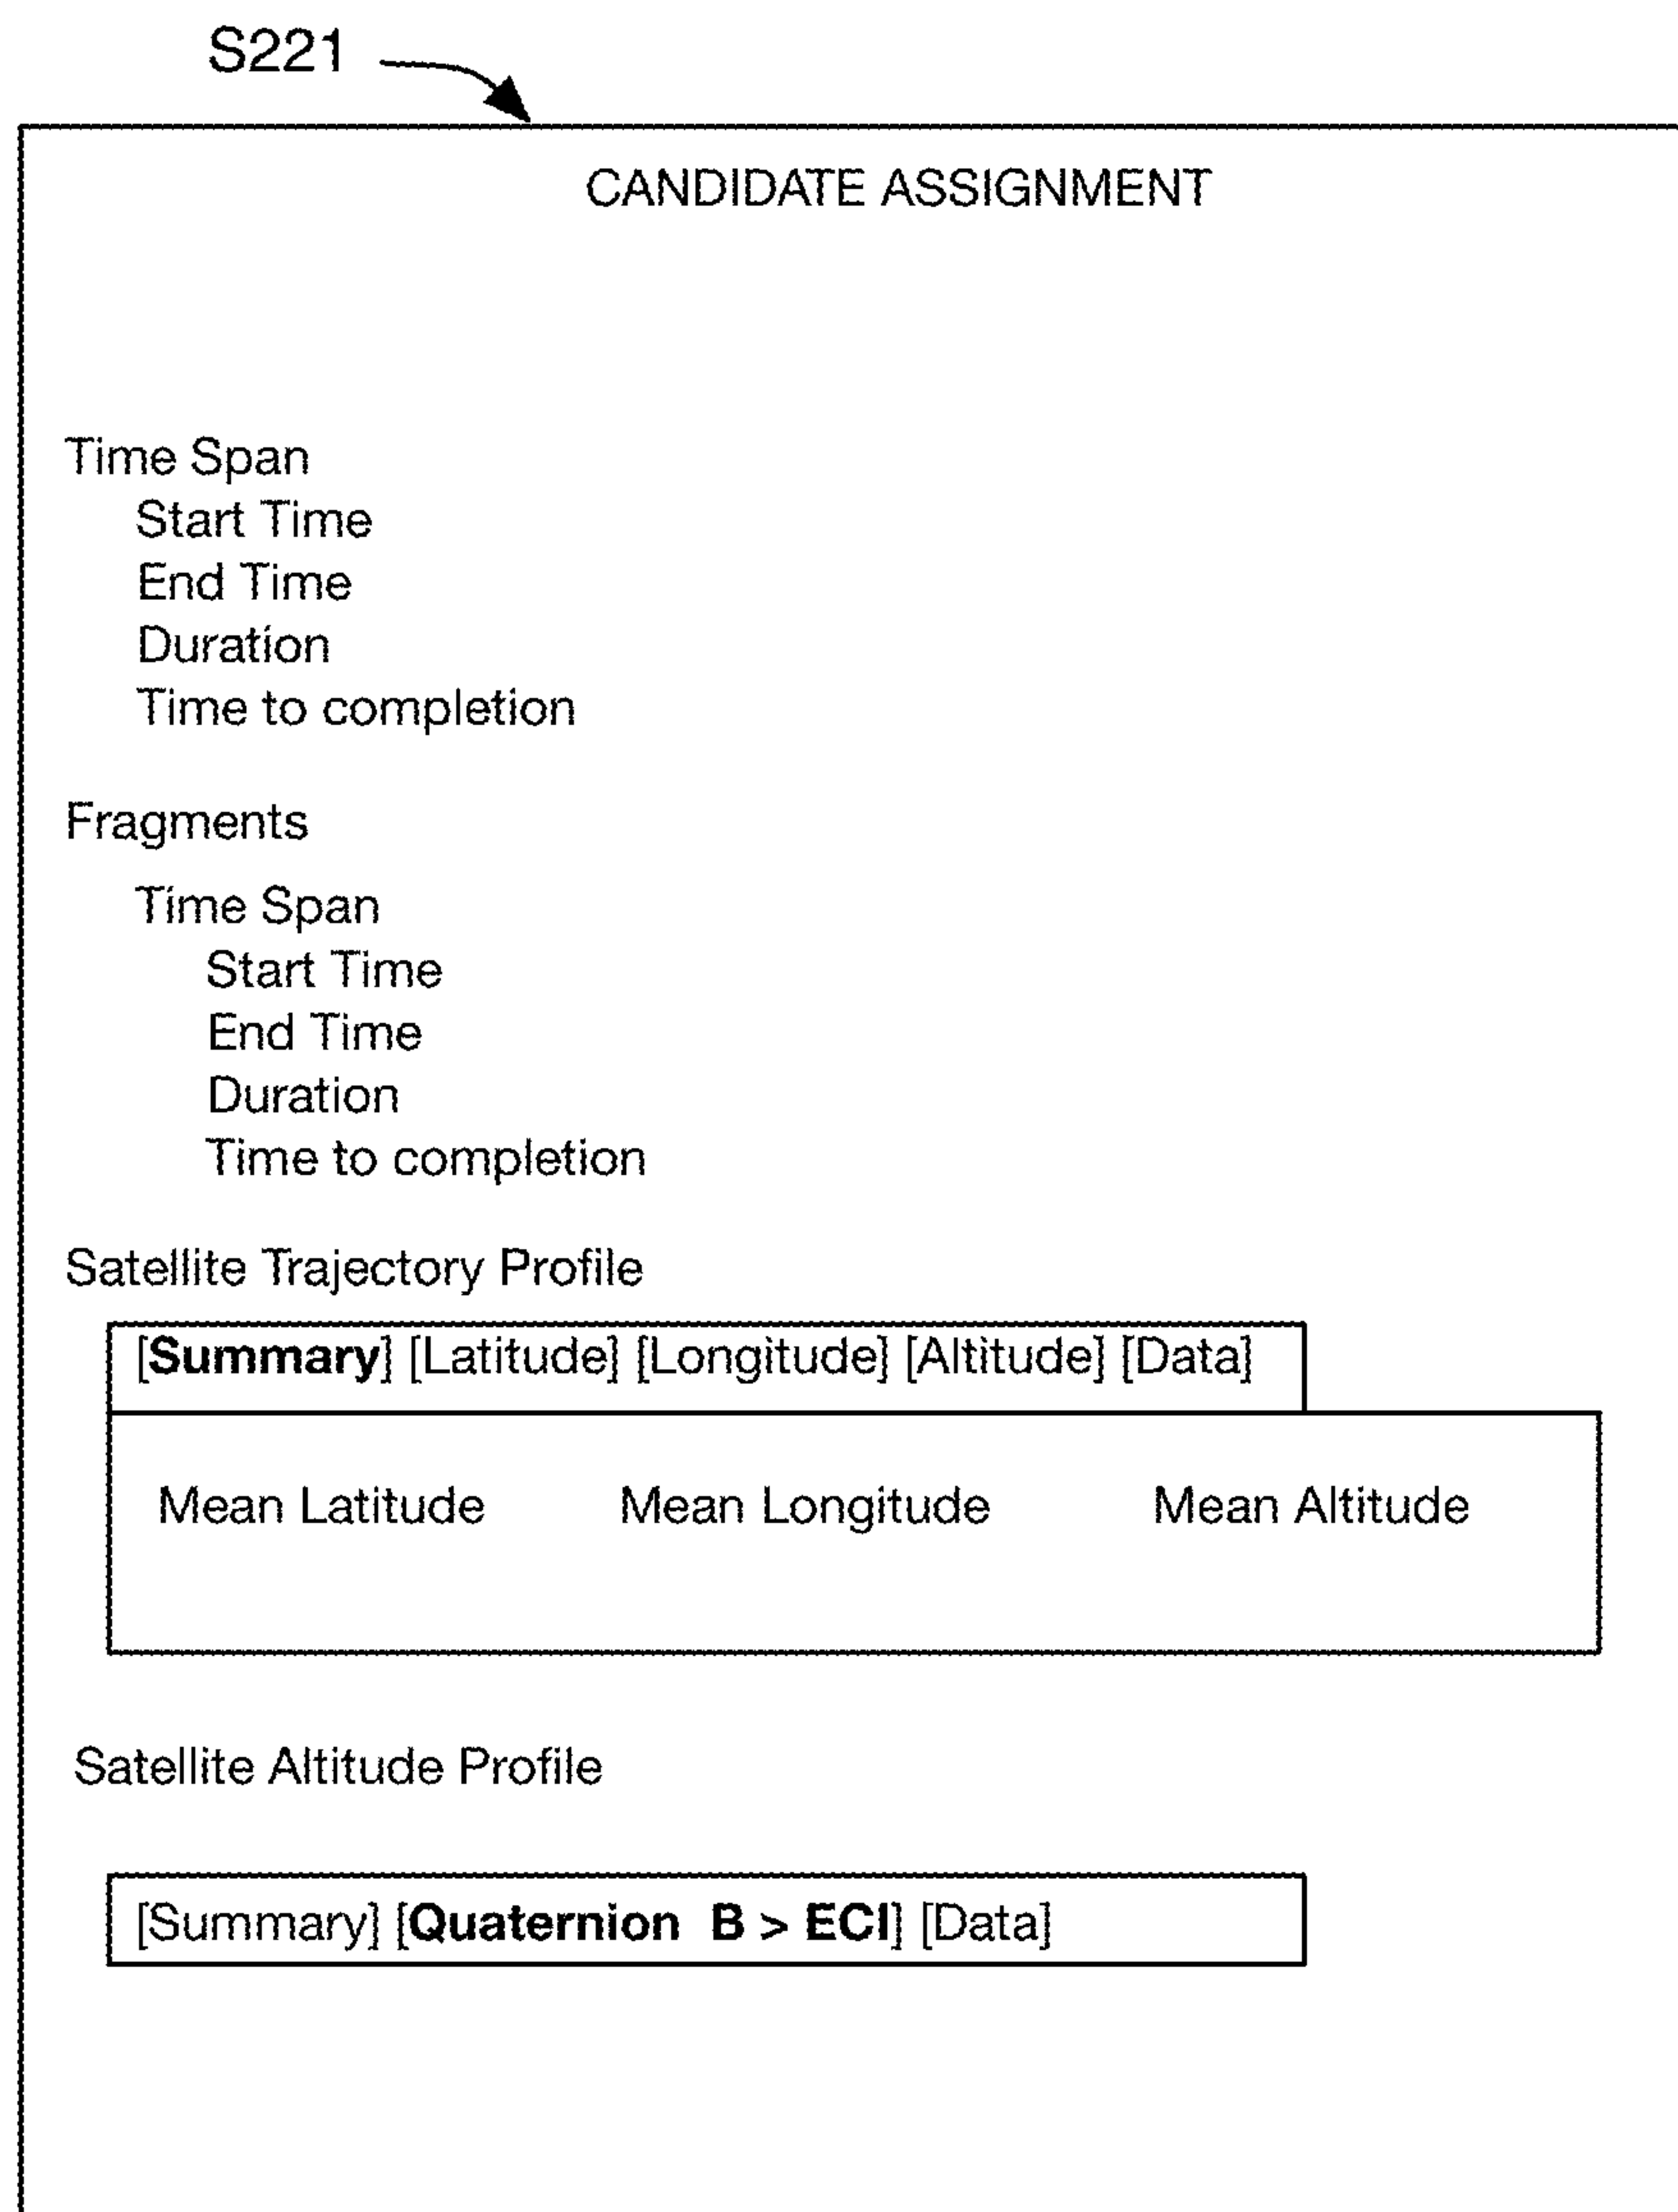 S221
CANDIDATE ASSIGNMENT
Time Span
Start Time
End Time
Duration
Time to completion
Fragments
Time Span
Start Time
End Time
Duration
Time to completion
Satellite Trajectory Profile
[Summary] [Latitude] [Longitude] [Altitude] [Data]
Mean Latitude Mean Longitude Mean Altitude
Satellite Altitude Profile
[Summary] [Quaternion B > ECI] [Data]